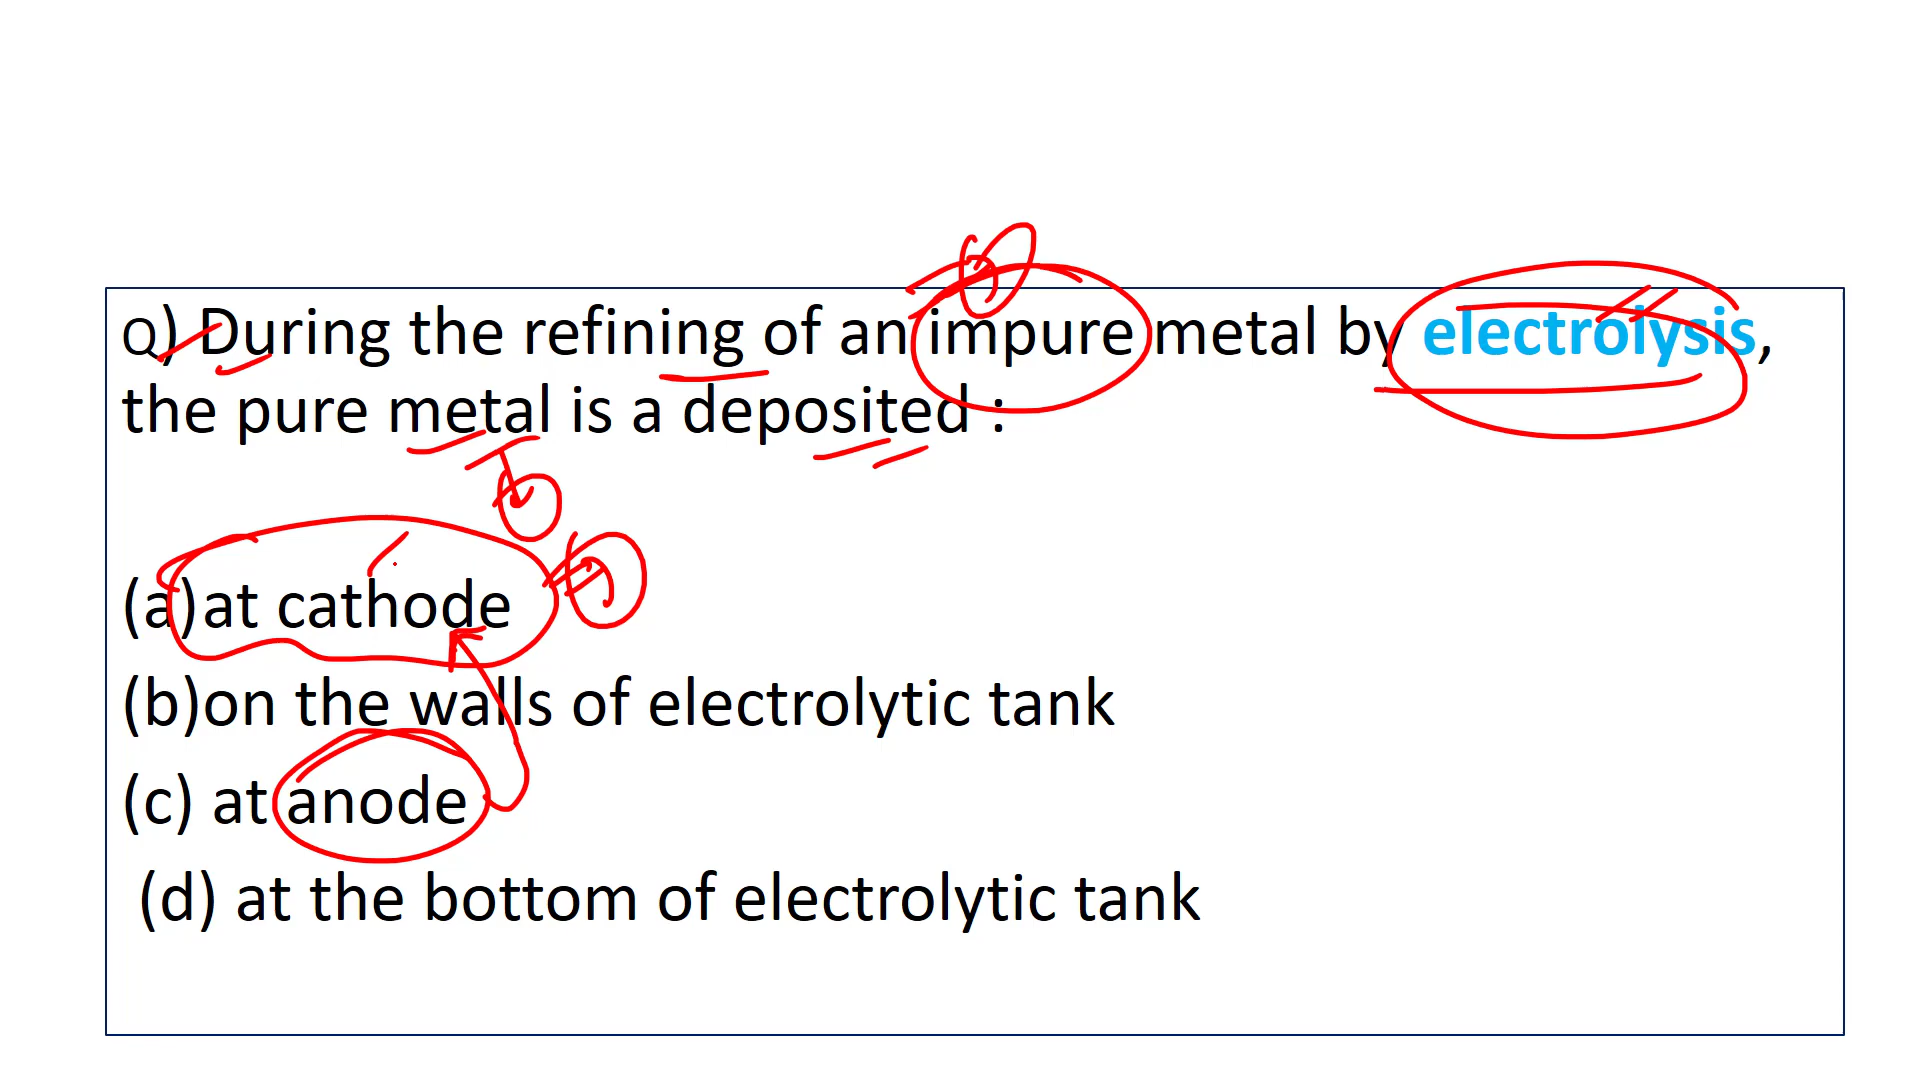 Q) During the refining of an impure metal by electrolysis,
the pure metal is a deposited :
(a)at cathode
(b)on the walls of electrolytic tank
(c) at anode
(d) at the bottom of electrolytic tank